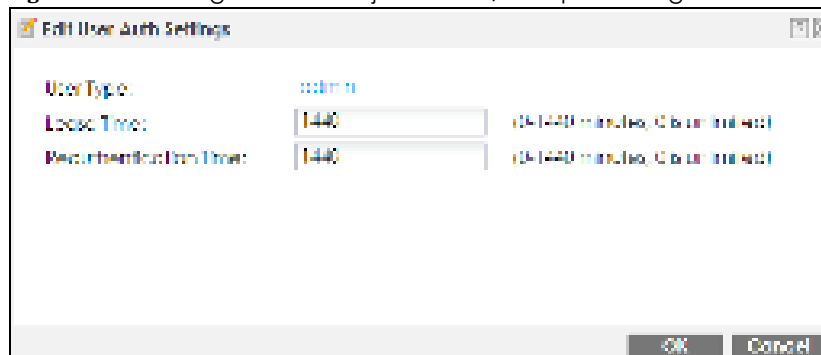 Edit User Auth Settings
User Type: admin
Lease Time: 1440 (0-1440 minutes, 0 is unlimited)
Reauthentication Time: 1440 (0-1440 minutes, 0 is unlimited)
OK Cancel